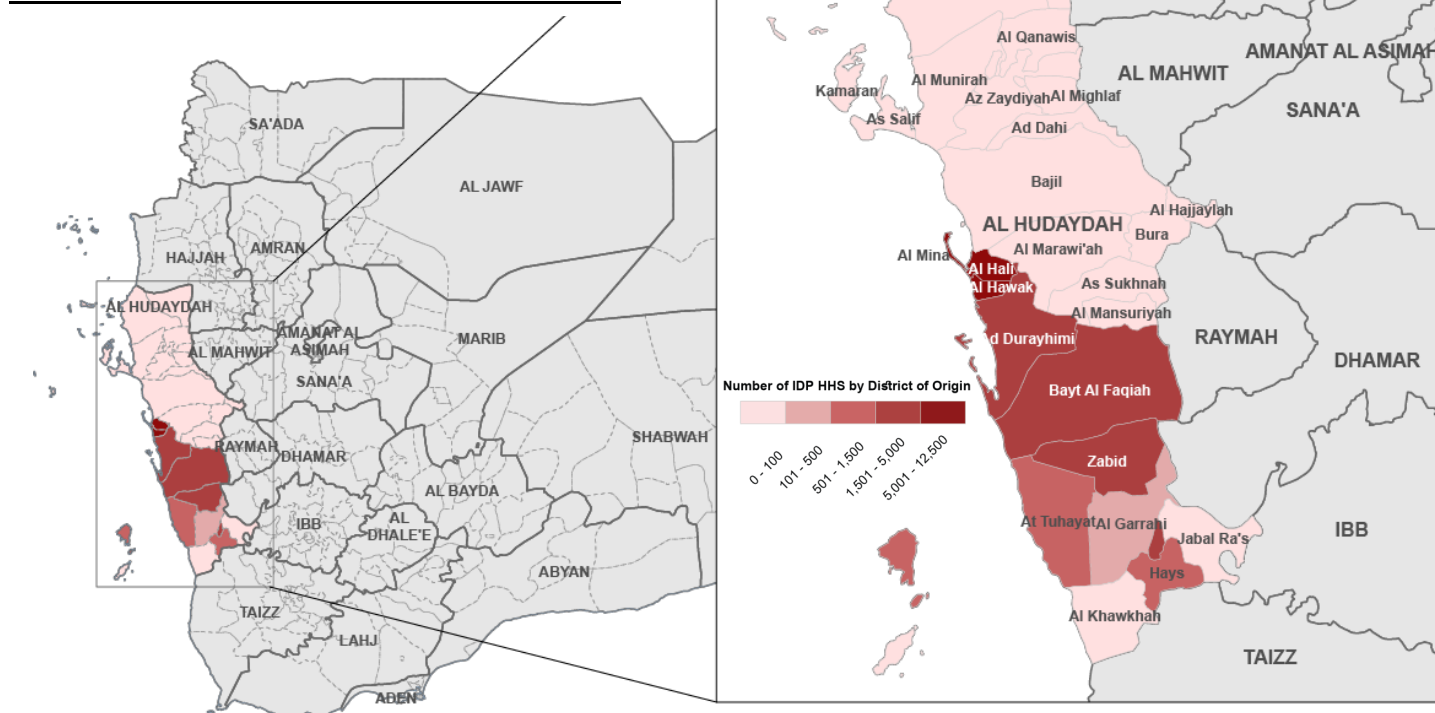 SA'ADA
AL JAWF
HAJJAH
AMRAN
AL HUDAYDAH
AMANAT AL
ASIMAH
AL MAHWIT
MARIB
SANA'A
RAYMAH
DHAMAR
SHABWAH
AL BAYDA
IBB
AL
DHALE'E
ABYAN
TAIZZ
LAHJ
ADEN
Al Qanawis
AMANAT AL ASIMAH
AL MAHWIT
Al Munirah
Kamaran
Az Zaydiyah
Al Mighlaf
SANA'A
As Salif
Ad Dahi
Bajil
Al Hajjaylah
AL HUDAYDAH
Bura
Al Marawi'ah
Al Mina
Al Hali
As Sukhnah
Al Hawak
Al Mansuriyah
d Durayhimi
RAYMAH
DHAMAR
Number of IDP HHS by District of Origin
0 - 100
101 - 500
501 - 1,500
1,501 - 5,000
5,001 - 12,500
Bayt Al Faqiah
Zabid
At Tuhayat
Al Garrahi
Jabal Ra's
IBB
Hays
Al Khawkhah
TAIZZ